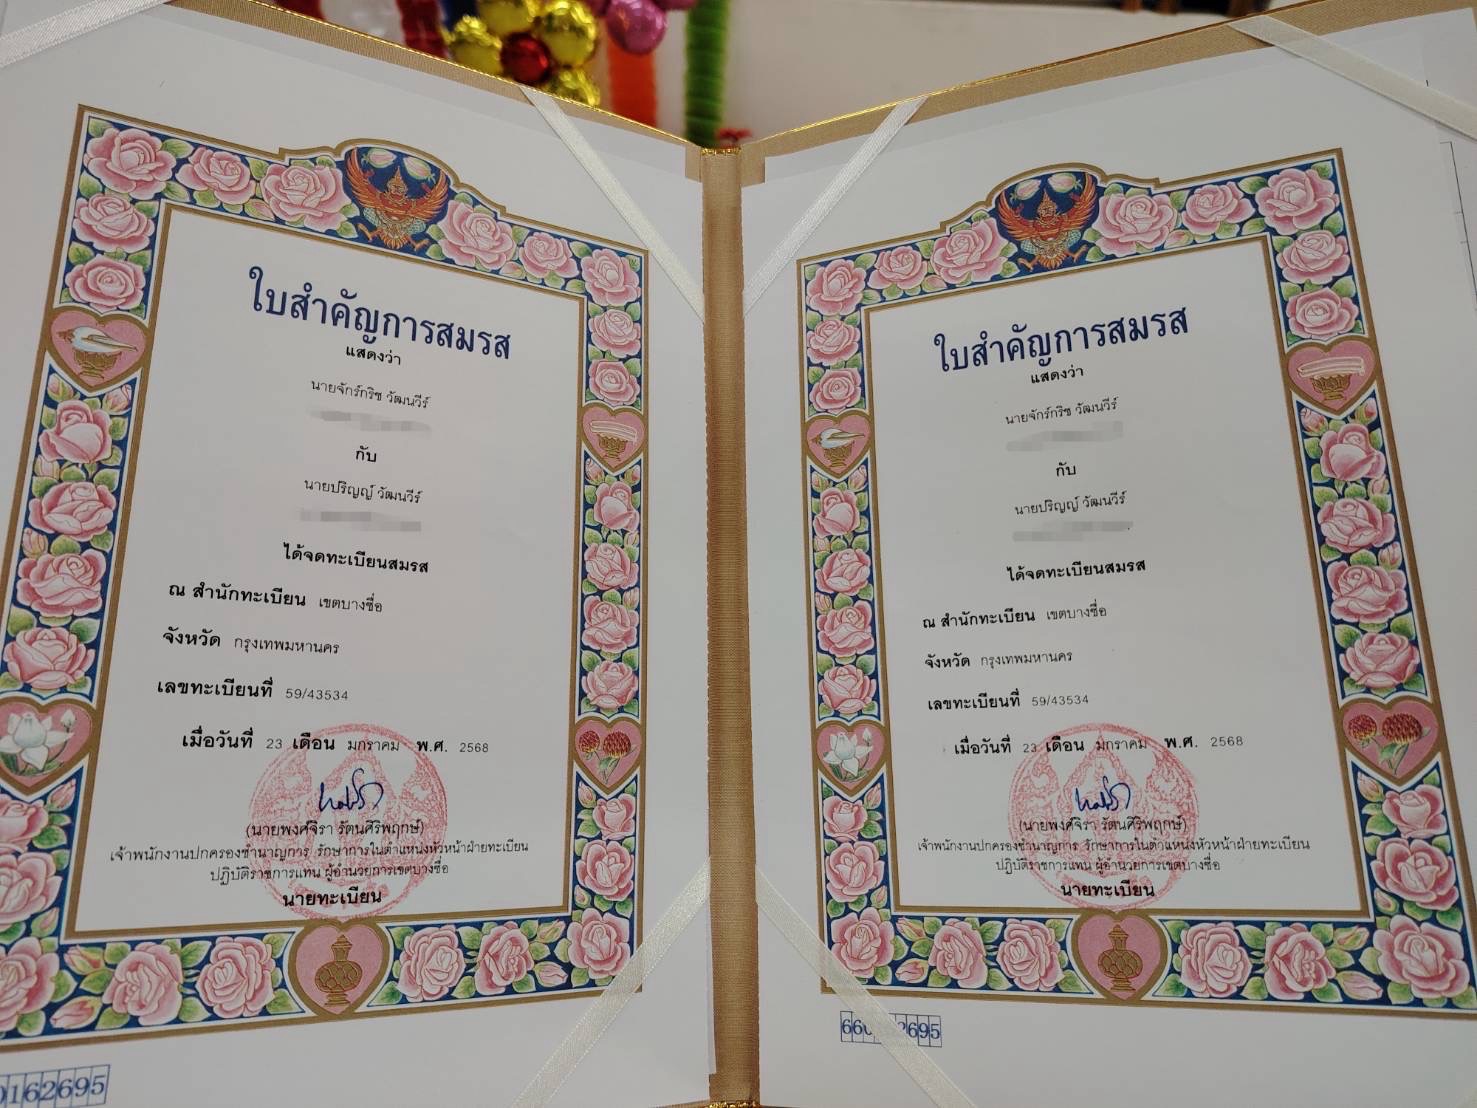 ใบสำคัญการสมรส
แสดงว่า
นายจักร์กริช วัฒนวีร์
กับ
นายปริญญ์ วัฒนวีร์
ได้จดทะเบียนสมรส
ณ สำนักทะเบียน เขตบางซื่อ
จังหวัด กรุงเทพมหานคร
เลขทะเบียนที่ 59/43534
เมื่อวันที่ 23 เดือน มกราคม พ.ศ. 2568
(นายพงศ์จิรา รัตนศิริพฤกษ์)
เจ้าพนักงานปกครองชำนาญการ รักษาการในตำแหน่งหัวหน้าฝ่ายทะเบียน
ปฏิบัติราชการแทน ผู้อำนวยการเขตบางซื่อ
นายทะเบียน
162695
ใบสำคัญการสมรส
แสดงว่า
นายจักร์กริช วัฒนวีร์
กับ
นายปริญญ์ วัฒนวีร์
ได้จดทะเบียนสมรส
ณ สำนักทะเบียน เขตบางซื่อ
จังหวัด กรุงเทพมหานคร
เลขทะเบียนที่ 59/43534
เมื่อวันที่ 23 เดือน มกราคม พ.ศ. 2568
(นายพงศ์จิรา รัตนศิริพฤกษ์)
เจ้าพนักงานปกครองชำนาญการ รักษาการในตำแหน่งหัวหน้าฝ่ายทะเบียน
ปฏิบัติราชการแทน ผู้อำนวยการเขตบางซื่อ
นายทะเบียน